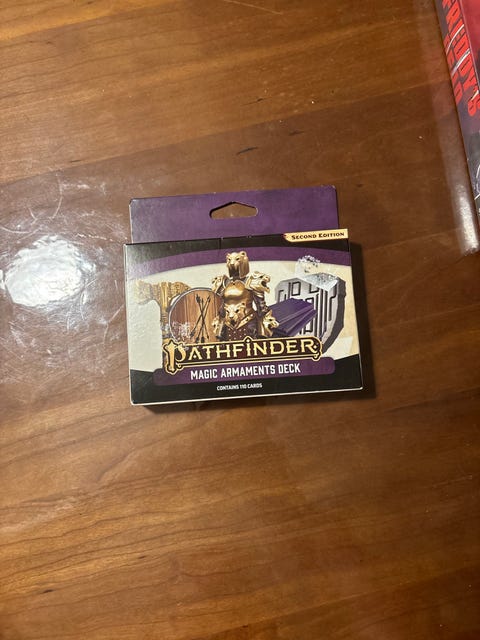 SECOND EDITION
PATHFINDER
MAGIC ARMAMENTS DECK
CONTAINS 110 CARDS